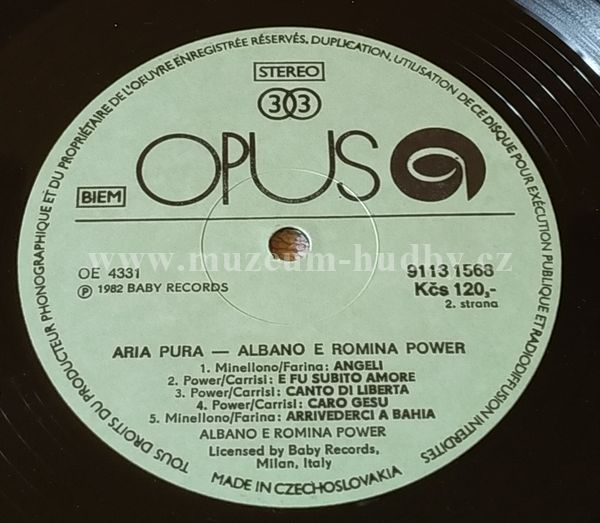 TOUS DROITS DU PRODUCTEUR PHONOGRAPHIQUE ET DU PROPRIÉTAIRE DE L'OEUVRE ENREGISTRÉE RÉSERVÉS. DUPLICATION, UTILISATION DE CE DISQUE POUR EXÉCUTION PUBLIQUE ET RADIODIFFUSION INTERDITES
STEREO
33
OPUS
BIEM
www.muzeum-hudby.cz
OE 4331 9113 1568
Ⓟ 1982 BABY RECORDS Kčs 120,-
2. strana
ARIA PURA — ALBANO E ROMINA POWER
1. Minellono/Farina: ANGELI
2. Power/Carrisi: E FU SUBITO AMORE
3. Power/Carrisi: CANTO DI LIBERTA
4. Power/Carrisi: CARO GESU
5. Minellono/Farina: ARRIVEDERCI A BAHIA
ALBANO E ROMINA POWER
Licensed by Baby Records,
Milan, Italy
MADE IN CZECHOSLOVAKIA